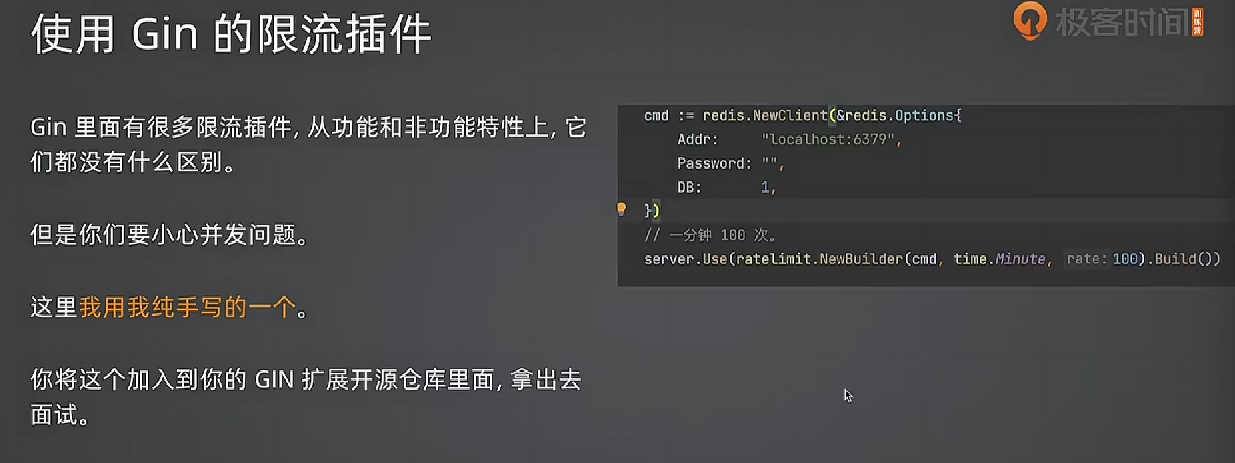 使用 Gin 的限流插件
极客时间
训练营
Gin 里面有很多限流插件, 从功能和非功能特性上, 它
们都没有什么区别。
但是你们要小心并发问题。
这里我用我纯手写的一个。
你将这个加入到你的 GIN 扩展开源仓库里面, 拿出去
面试。
cmd := redis.NewClient(&redis.Options{
Addr: "localhost:6379",
Password: "",
DB: 1,
})
// 一分钟 100 次。
server.Use(ratelimit.NewBuilder(cmd, time.Minute, rate: 100).Build())